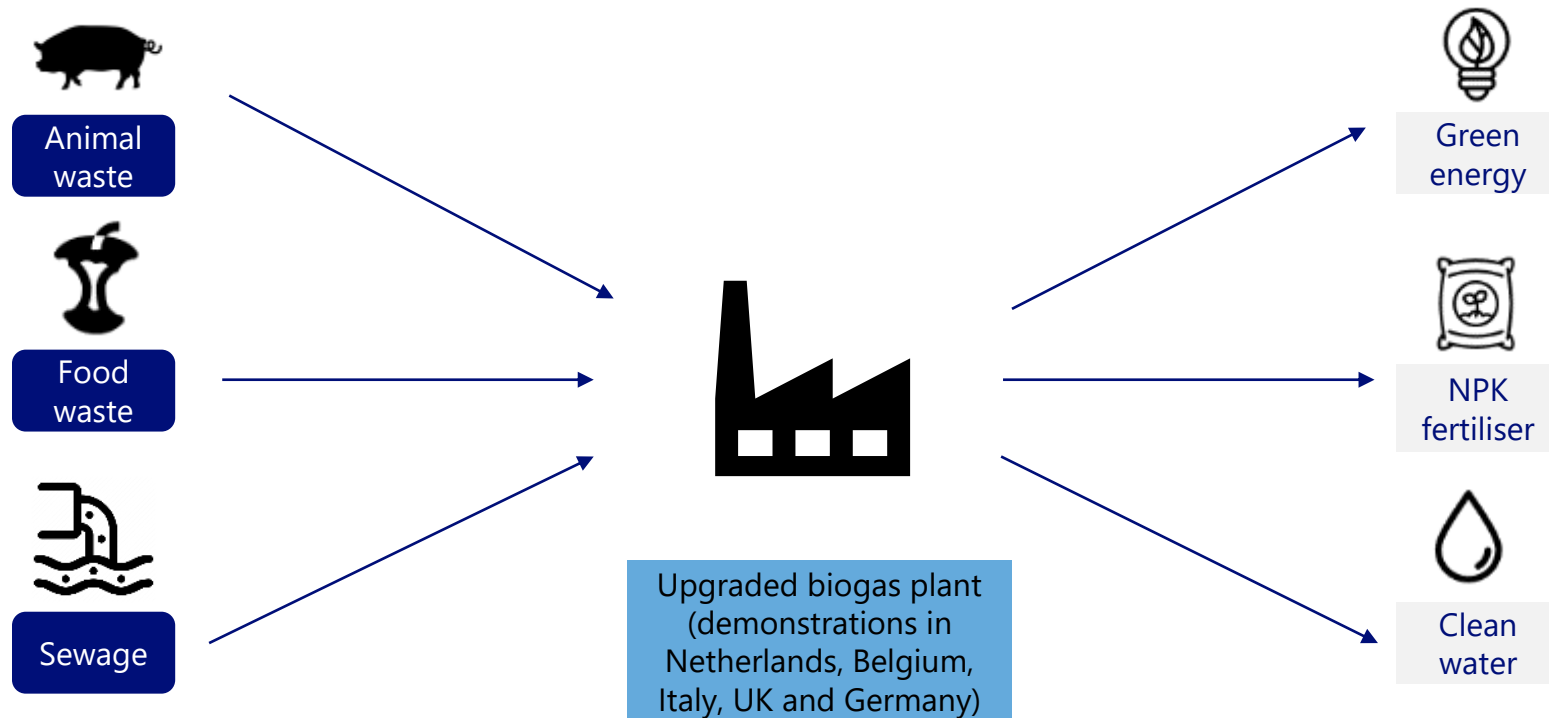 Animal
waste
Food
waste
Sewage
Upgraded biogas plant
(demonstrations in
Netherlands, Belgium,
Italy, UK and Germany)
Green
energy
NPK
fertiliser
Clean
water